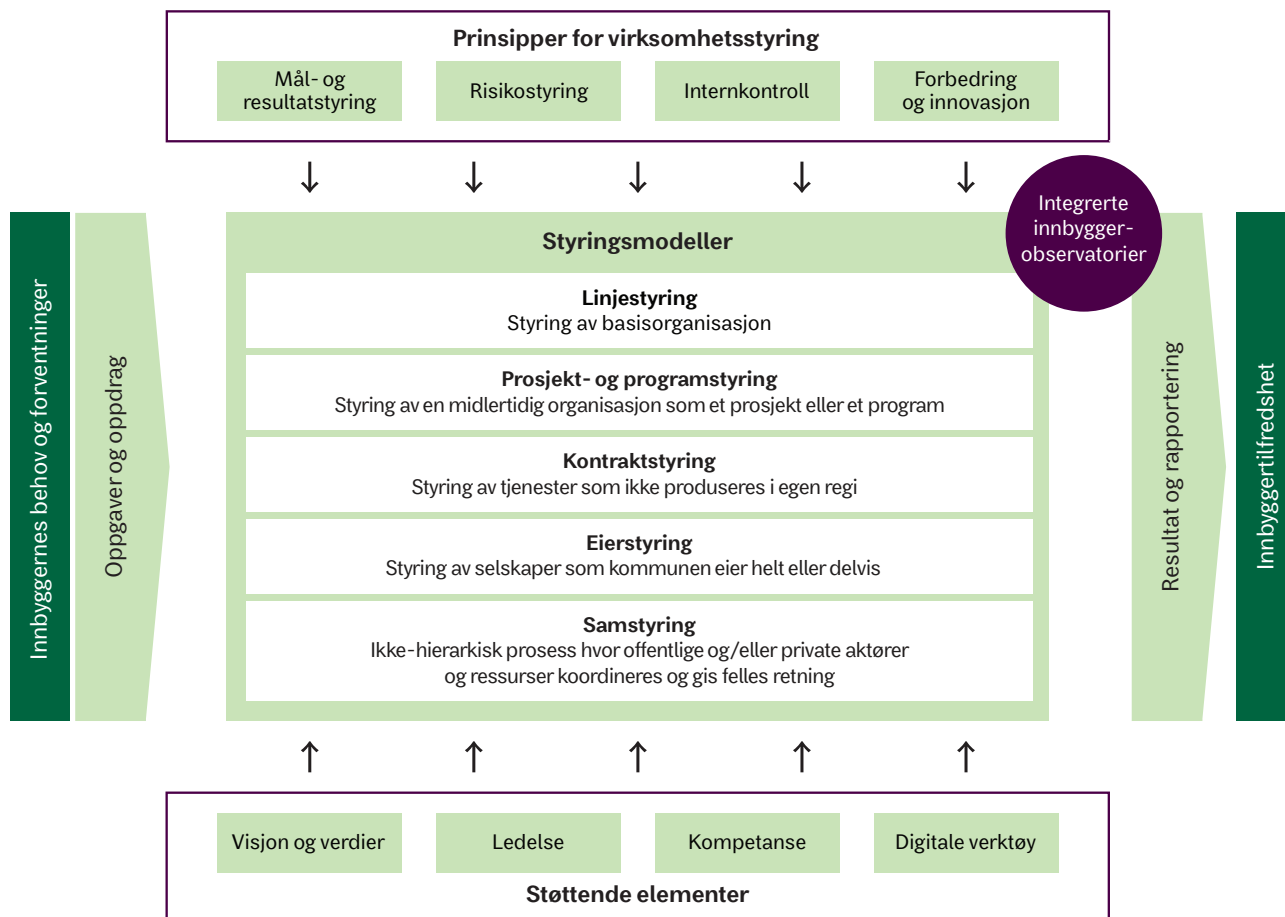 Prinsipper for virksomhetsstyring
Mål- og
resultatstyring
Risikostyring
Internkontroll
Forbedring
og innovasjon
Integrerte
innbygger-
observatorier
Innbyggernes behov og forventninger
Oppgaver og oppdrag
Styringsmodeller
Linjestyring
Styring av basisorganisasjon
Prosjekt- og programstyring
Styring av en midlertidig organisasjon som et prosjekt eller et program
Kontraktstyring
Styring av tjenester som ikke produseres i egen regi
Eierstyring
Styring av selskaper som kommunen eier helt eller delvis
Samstyring
Ikke-hierarkisk prosess hvor offentlige og/eller private aktører
og ressurser koordineres og gis felles retning
Resultat og rapportering
Innbyggertilfredshet
Visjon og verdier
Ledelse
Kompetanse
Digitale verktøy
Støttende elementer